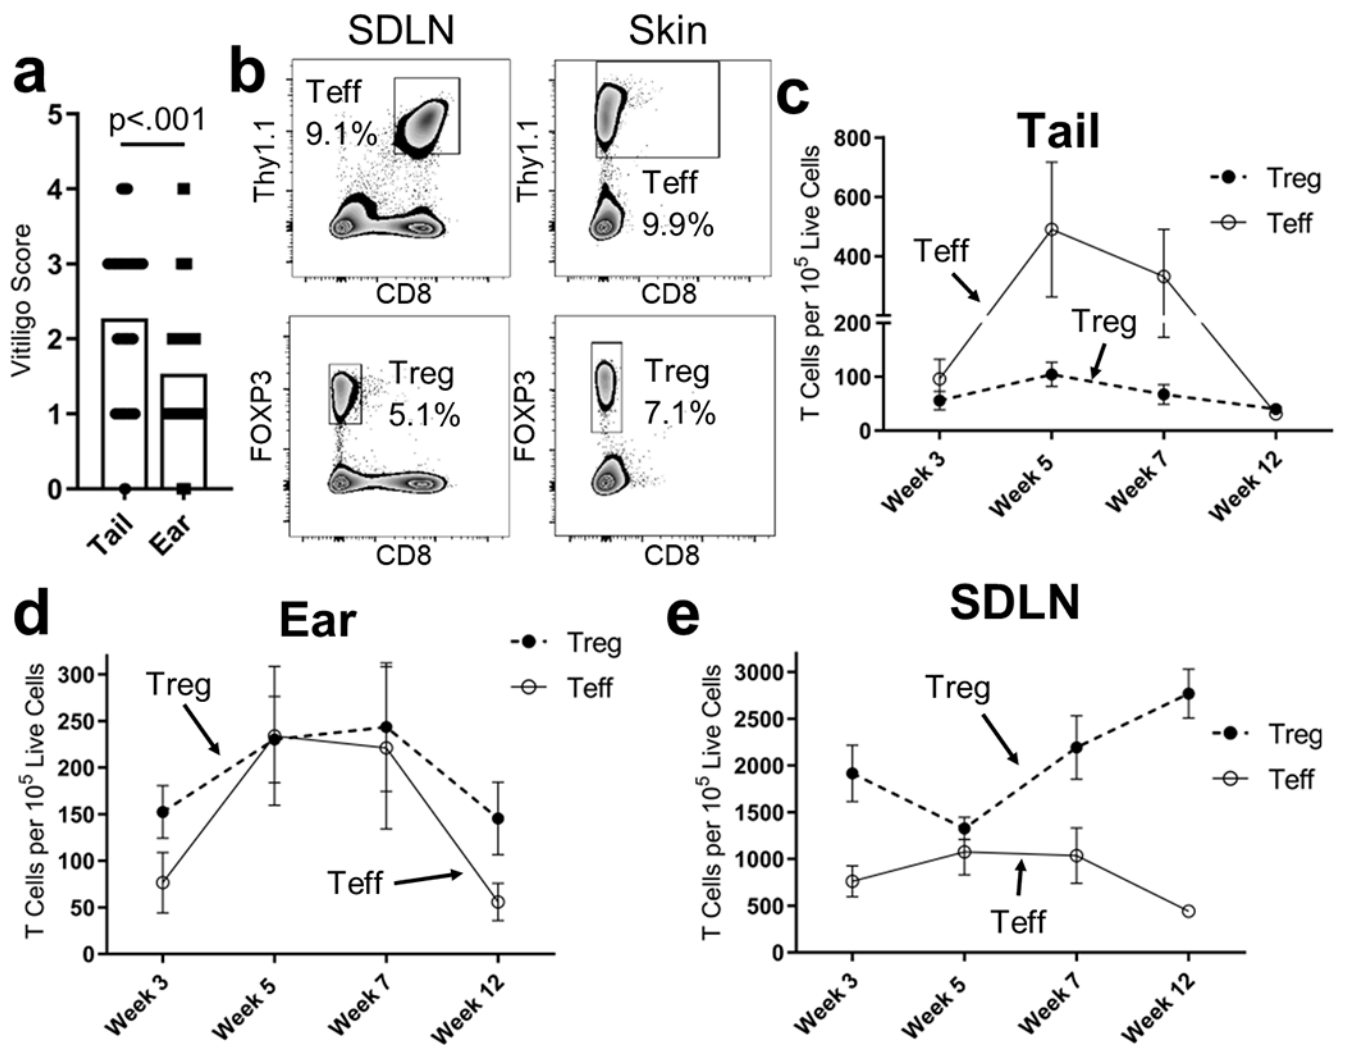 a
5
4
3
2
1
0
Vitiligo Score
p<.001
Tail
Ear
b
SDLN
Skin
Teff
9.1%
Thy1.1
CD8
Teff
9.9%
Thy1.1
CD8
Treg
5.1%
FOXP3
CD8
Treg
7.1%
FOXP3
CD8
c
Tail
T Cells per 10⁵ Live Cells
800
600
400
200
100
0
Teff
Treg
Treg
Teff
Week 3
Week 5
Week 7
Week 12
d
Ear
T Cells per 10⁵ Live Cells
300
250
200
150
100
50
0
Treg
Teff
Treg
Teff
Week 3
Week 5
Week 7
Week 12
e
SDLN
T Cells per 10⁵ Live Cells
3000
2500
2000
1500
1000
500
0
Treg
Teff
Treg
Teff
Week 3
Week 5
Week 7
Week 12